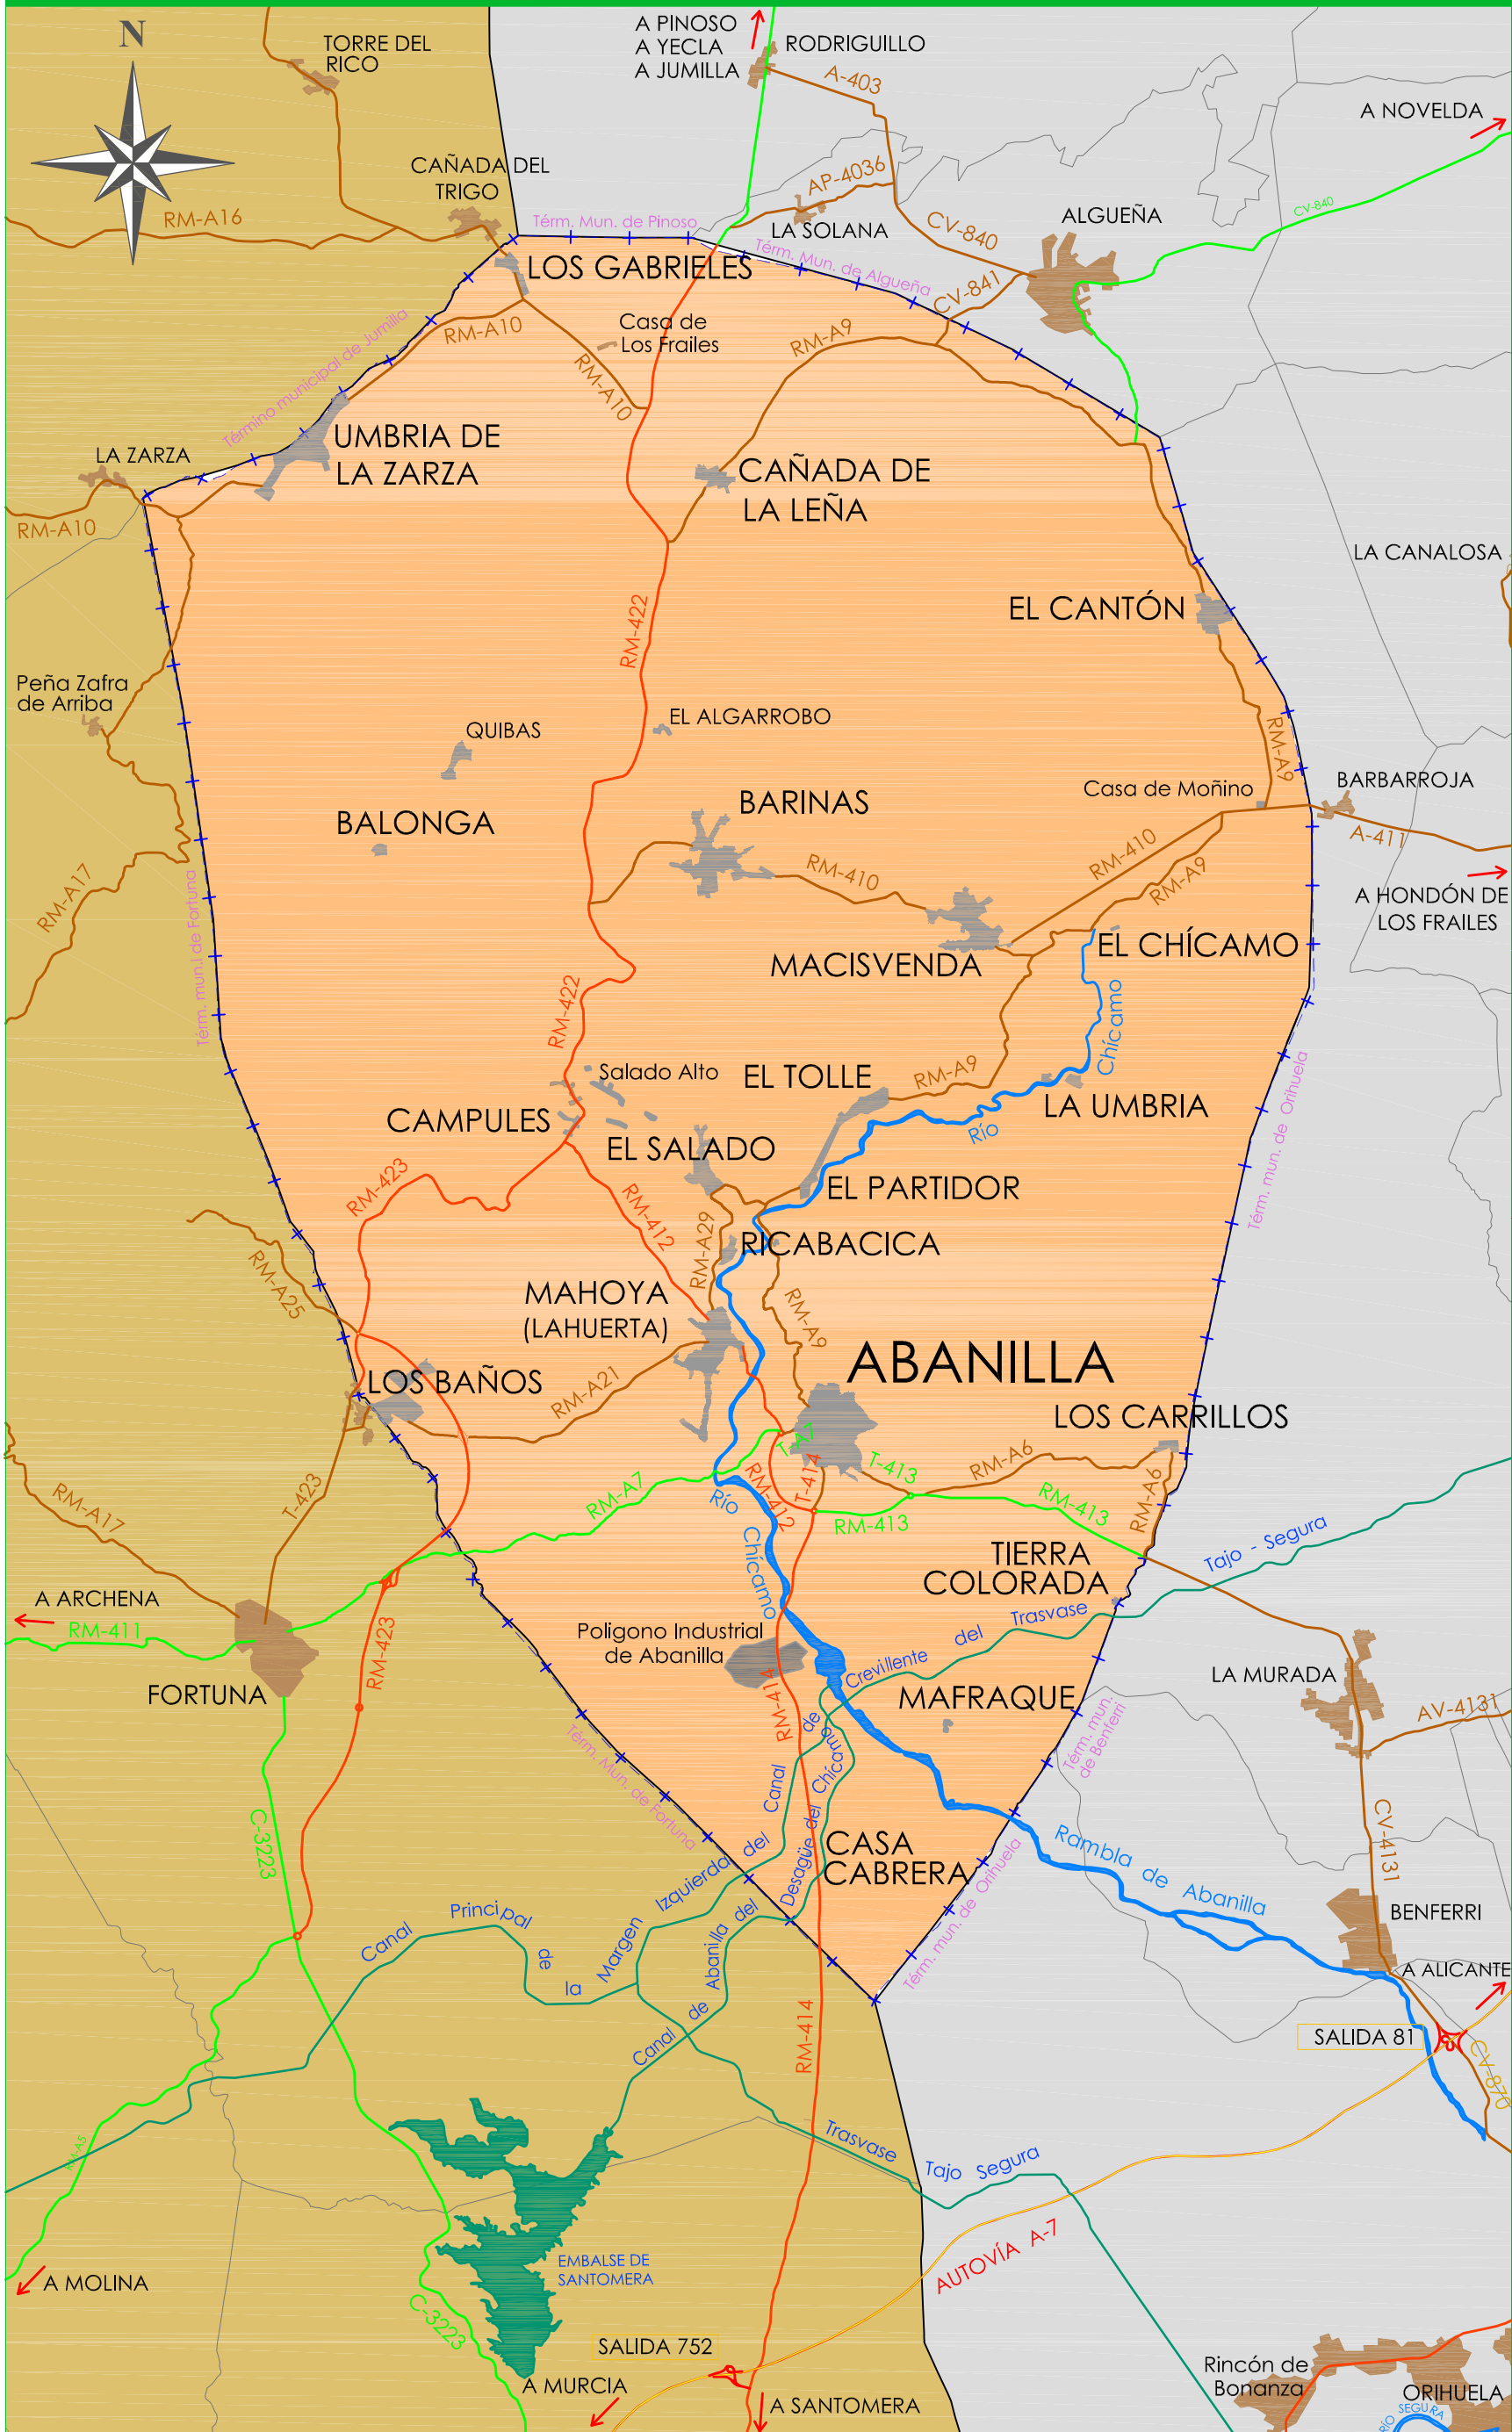 N
TORRE DEL
RICO
A PINOSO
A YECLA
A JUMILLA
RODRIGUILLO
A-403
A NOVELDA
CAÑADA DEL
TRIGO
AP-4036
RM-A16
Térm. Mun. de Pinoso
LA SOLANA
CV-840
ALGUEÑA
CV-840
Térm. Mun. de Algueña
LOS GABRIELES
CV-841
RM-A10
Casa de
Los Frailes
RM-A9
Término municipal de Jumilla
RM-A10
UMBRIA DE
LA ZARZA
LA ZARZA
CAÑADA DE
LA LEÑA
RM-A10
LA CANALOSA
EL CANTÓN
RM-422
Peña Zafra
de Arriba
QUIBAS
EL ALGARROBO
RM-A9
BARINAS
Casa de Moñino
BARBARROJA
BALONGA
A-411
RM-410
RM-410
RM-A9
RM-A17
A HONDÓN DE
LOS FRAILES
Térm. mun.l de Fortuna
EL CHÍCAMO
MACISVENDA
RM-422
Chícamo
Salado Alto
EL TOLLE
RM-A9
LA UMBRIA
CAMPULES
Río
EL SALADO
Térm. mun. de Orihuela
RM-423
EL PARTIDOR
RM-412
RM-A29
RICABACICA
RM-A25
MAHOYA
(LAHUERTA)
RM-A9
ABANILLA
LOS BAÑOS
RM-A21
LOS CARRILLOS
T-A7
T-413
RM-A6
T-414
RM-A7
RM-412
RM-A6
RM-413
RM-413
RM-A17
T-423
Río
Chícamo
Tajo - Segura
TIERRA
COLORADA
A ARCHENA
RM-411
Trasvase
del
Crevillente
Poligono Industrial
de Abanilla
RM-423
LA MURADA
FORTUNA
RM-414
de
MAFRAQUE
AV-4131
Térm. mun.
de Benferri
Térm. Mun. de Fortuna
Canal
Desagüe del Chícamo
C-3223
CV-4131
CASA
CABRERA
del
Izquierda
Rambla de Abanilla
Térm. mun. de Orihuela
Principal
Canal
de
la
Margen
BENFERRI
Canal de Abanilla del
A ALICANTE
RM-414
SALIDA 81
CV-870
RM-A5
Trasvase
Tajo Segura
EMBALSE DE
SANTOMERA
AUTOVÍA A-7
A MOLINA
C-3223
SALIDA 752
A MURCIA
A SANTOMERA
Rincón de
Bonanza
ORIHUELA
RÍO SEGURA